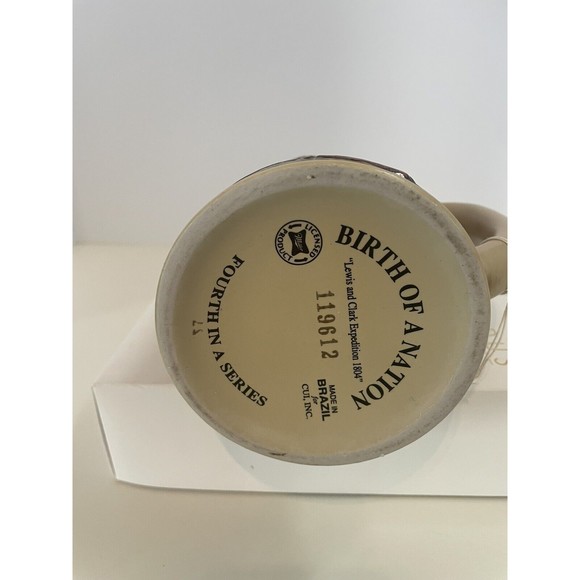 BIRTH OF A NATION
"Lewis and Clark Expedition 1804"
LICENSED
Miller
PRODUCT
119612
MADE IN
BRAZIL
for
CUI, INC.
FOURTH IN A SERIES